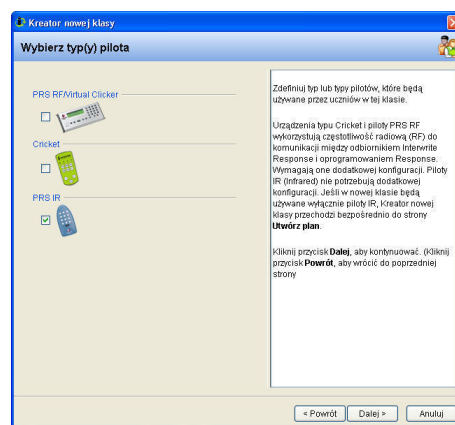 Kreator nowej klasy
Wybierz typ(y) pilota
PRS RF/Virtual Clicker
Cricket
PRS IR
Zdefiniuj typ lub typy pilotów, które będą
używane przez uczniów w tej klasie.
Urządzenia typu Cricket i piloty PRS RF
wykorzystują częstotliwość radiową (RF) do
komunikacji między odbiornikiem Interwrite
Response i oprogramowaniem Response.
Wymagają one dodatkowej konfiguracji. Piloty
IR (Infrared) nie potrzebują dodatkowej
konfiguracji. Jeśli w nowej klasie będą
używane wyłącznie piloty IR, Kreator nowej
klasy przechodzi bezpośrednio do strony
Utwórz plan.
Kliknij przycisk Dalej, aby kontynuować. (Kliknij
przycisk Powrót, aby wrócić do poprzedniej
strony
< Powrót
Dalej >
Anuluj